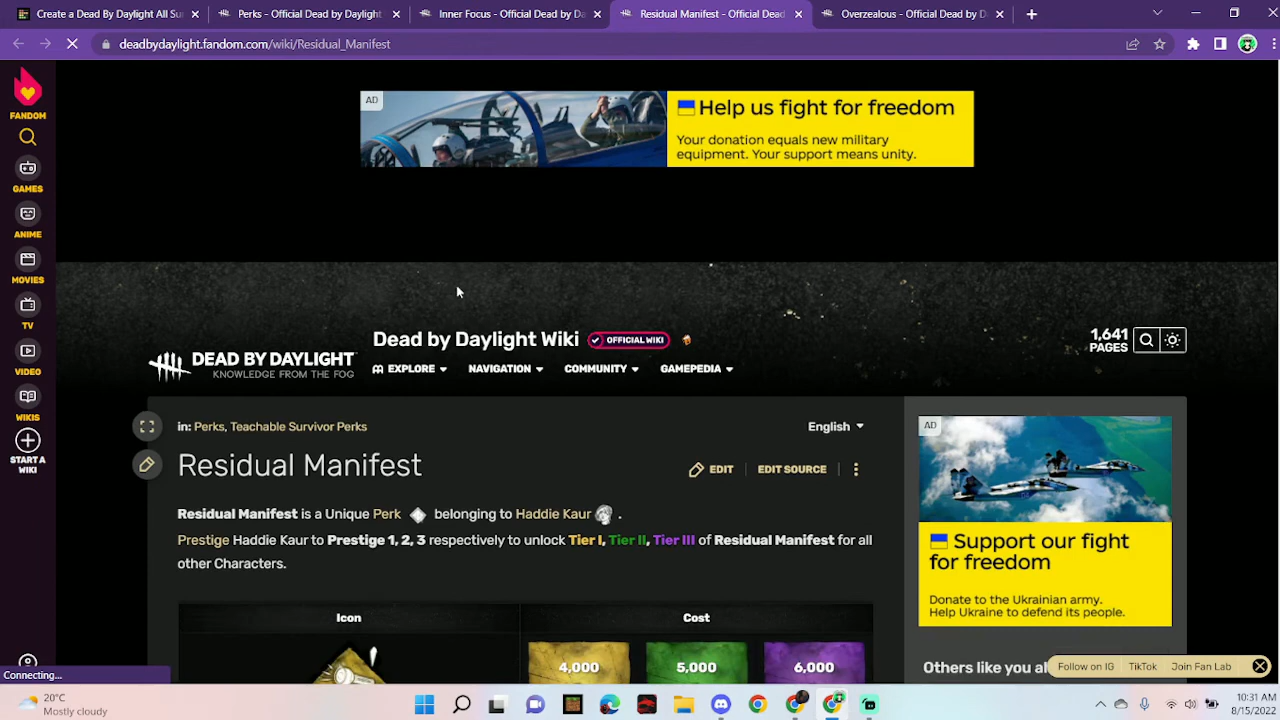 Create a Dead by Daylight All Su
Perks - Official Dead by Daylight
Inner Focus - Official Dead by Da
Residual Manifest - Official Dead
Overzealous - Official Dead by D
deadbydaylight.fandom.com/wiki/Residual_Manifest
FANDOM
GAMES
ANIME
MOVIES
TV
VIDEO
WIKIS
START A
WIKI
AD
Help us fight for freedom
Your donation equals new military
equipment. Your support means unity.
DEAD BY DAYLIGHT
KNOWLEDGE FROM THE FOG
Dead by Daylight Wiki
OFFICIAL WIKI
1,641
PAGES
EXPLORE
NAVIGATION
COMMUNITY
GAMEPEDIA
in: Perks, Teachable Survivor Perks
English
Residual Manifest
EDIT
EDIT SOURCE
Residual Manifest is a Unique Perk belonging to Haddie Kaur .
Prestige Haddie Kaur to Prestige 1, 2, 3 respectively to unlock Tier I, Tier II, Tier III of Residual Manifest for all
other Characters.
Icon
Cost
4,000
5,000
6,000
AD
Support our fight
for freedom
Donate to the Ukrainian army.
Help Ukraine to defend its people.
Others like you al
Follow on IG
TikTok
Join Fan Lab
Connecting...
20°C
Mostly cloudy
10:31 AM
8/15/2022